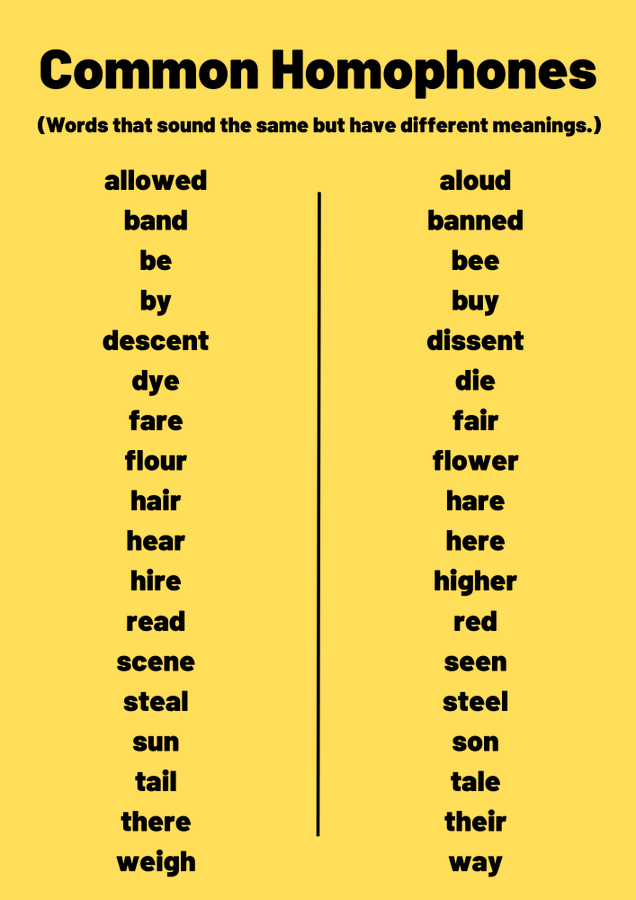 Common Homophones
(Words that sound the same but have different meanings.)
allowed aloud
band banned
be bee
by buy
descent dissent
dye die
fare fair
flour flower
hair hare
hear here
hire higher
read red
scene seen
steal steel
sun son
tail tale
there their
weigh way